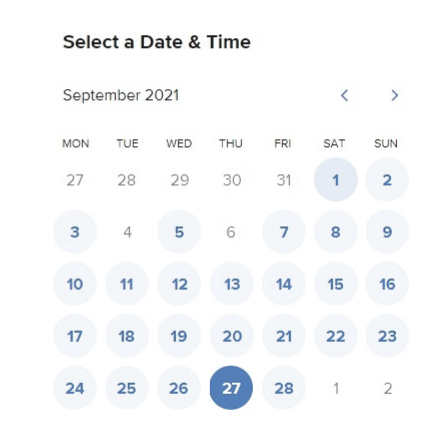 Select a Date & Time
September 2021
MON TUE WED THU FRI SAT SUN
27 28 29 30 31 1 2
3 4 5 6 7 8 9
10 11 12 13 14 15 16
17 18 19 20 21 22 23
24 25 26 27 28 1 2